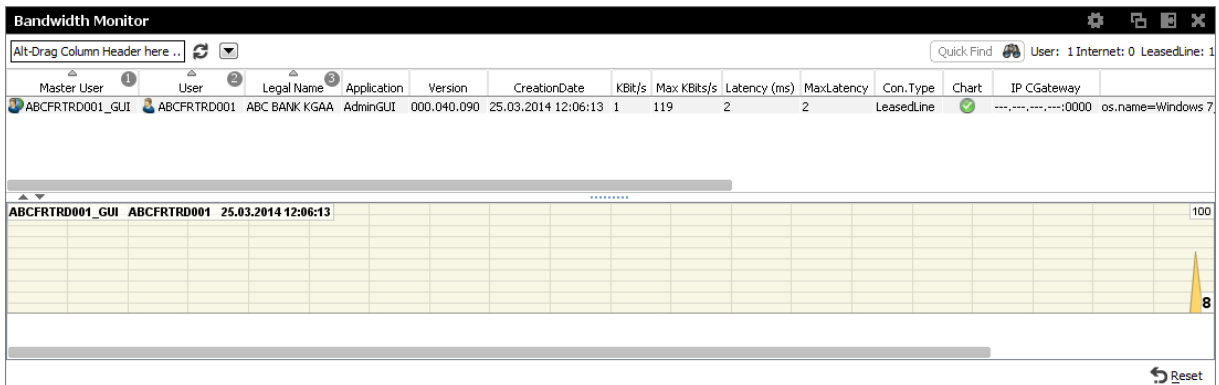 Bandwidth Monitor
Alt-Drag Column Header here .. Quick Find User: 1 Internet: 0 LeasedLine: 1
Master User 1 User 2 Legal Name 3 Application Version CreationDate KBit/s Max KBits/s Latency (ms) MaxLatency Con.Type Chart IP CGateway
ABCFRTRD001_GUI ABCFRTRD001 ABC BANK KGAA AdminGUI 000.040.090 25.03.2014 12:06:13 1 119 2 2 LeasedLine ---.---.---.---:0000 os.name=Windows 7
ABCFRTRD001_GUI ABCFRTRD001 25.03.2014 12:06:13 100
8
Reset